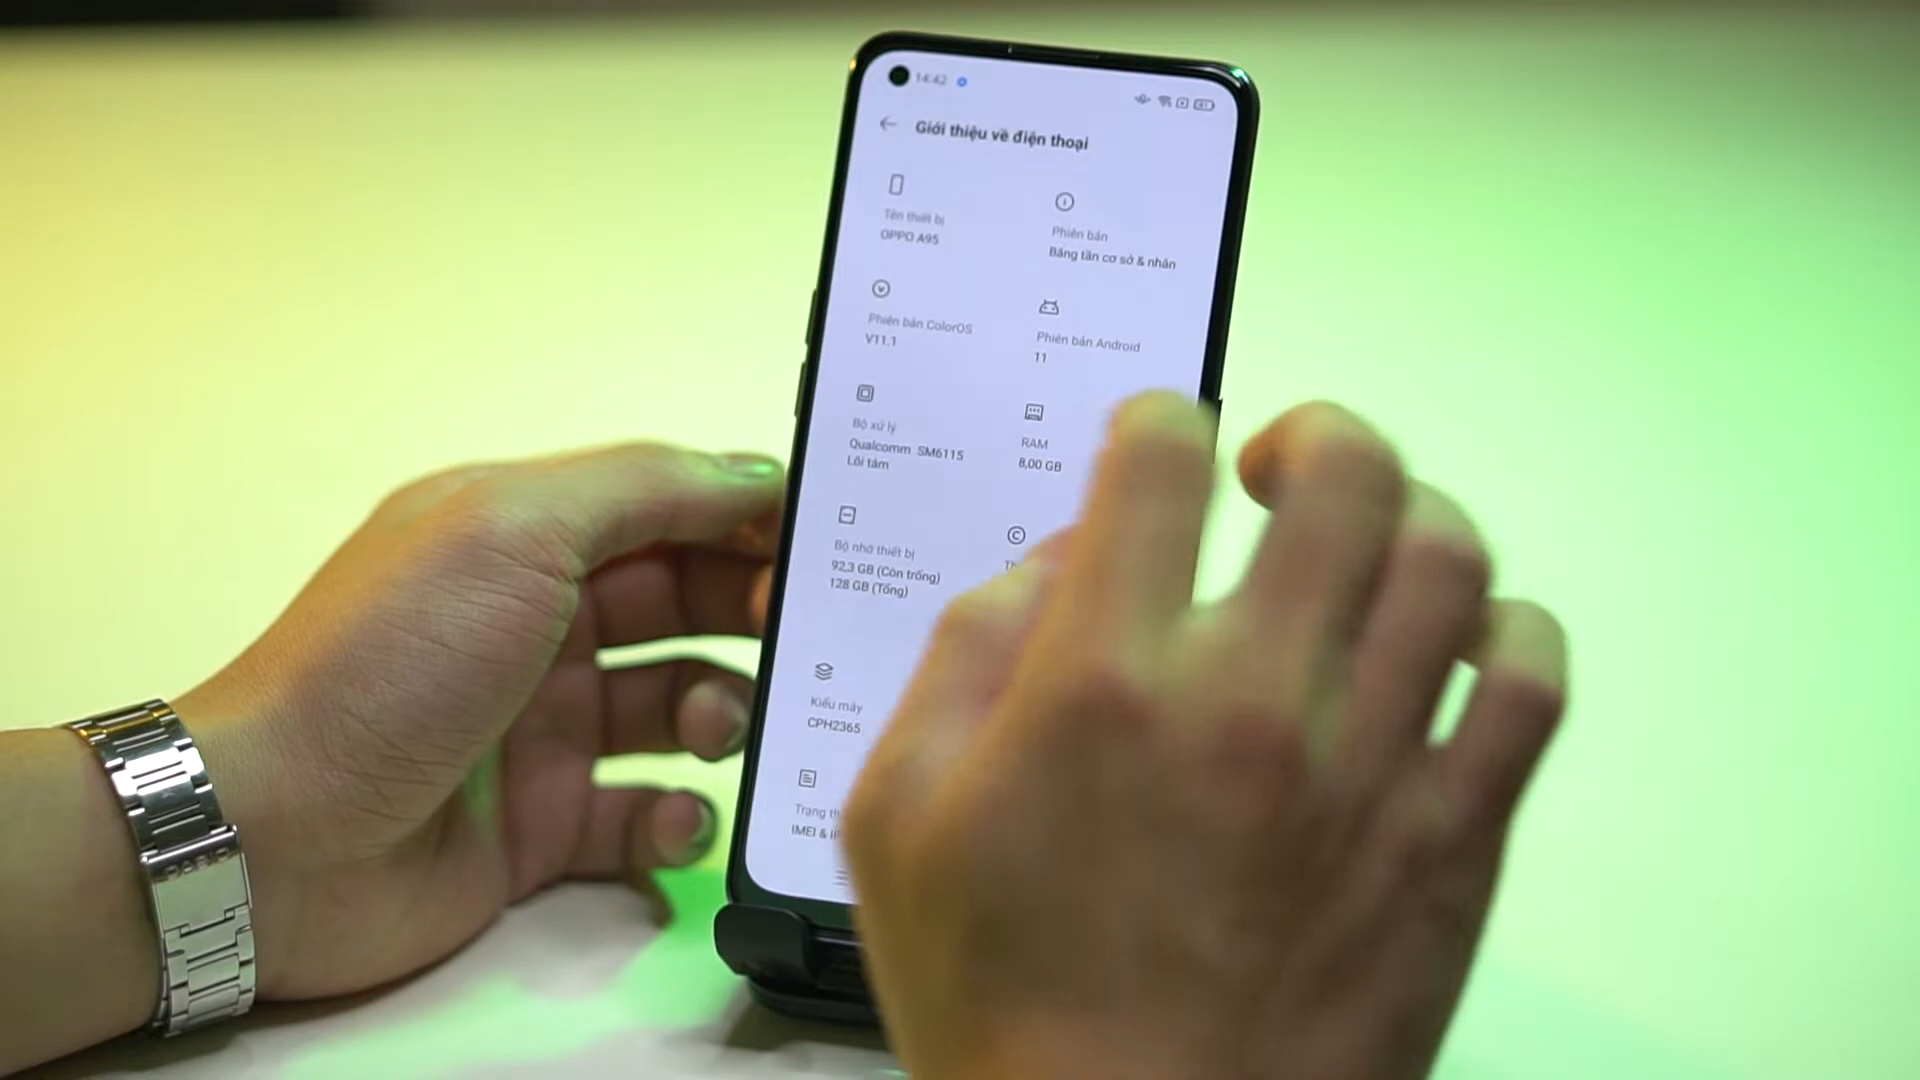 14:42
Giới thiệu về điện thoại
Tên thiết bị
OPPO A95
Phiên bản
Băng tần cơ sở & nhân
Phiên bản ColorOS
V11.1
Phiên bản Android
11
Bộ xử lý
Qualcomm SM6115
Lõi tám
RAM
8,00 GB
Bộ nhớ thiết bị
92,3 GB (Còn trống)
128 GB (Tổng)
Kiểu máy
CPH2365
Trạng
IMEI &